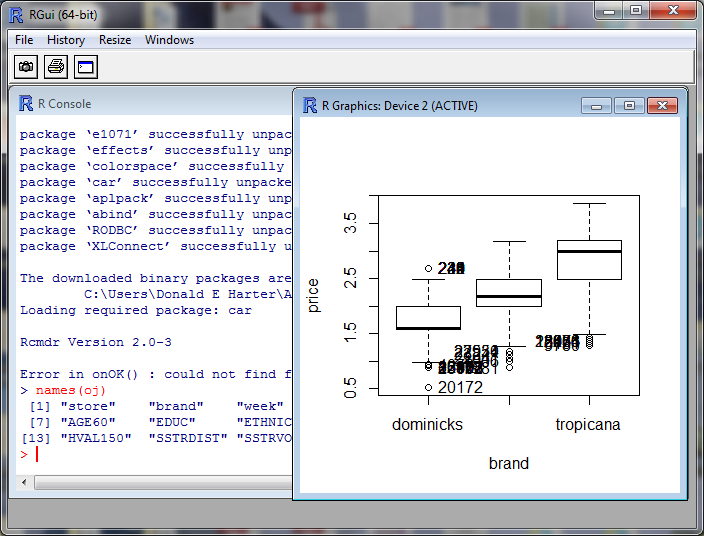 RGui (64-bit)
File History Resize Windows
R Console
package ‘e1071’ successfully unpac
package ‘effects’ successfully unp
package ‘colorspace’ successfully
package ‘car’ successfully unpacke
package ‘aplpack’ successfully unp
package ‘abind’ successfully unpac
package ‘RODBC’ successfully unpac
package ‘XLConnect’ successfully u
The downloaded binary packages are
C:\Users\Donald E Harter\A
Loading required package: car
Rcmdr Version 2.0-3
Error in onOK() : could not find f
> names(oj)
[1] "store" "brand" "week"
[7] "AGE60" "EDUC" "ETHNIC
[13] "HVAL150" "SSTRDIST" "SSTRVO
>
R Graphics: Device 2 (ACTIVE)
3.5
2.5
1.5
0.5
price
20172
dominicks tropicana
brand